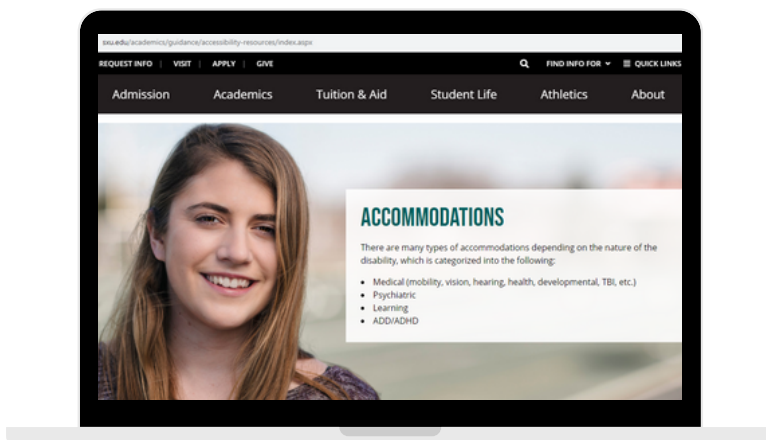 sxu.edu/academics/guidance/accessibility-resources/index.aspx
REQUEST INFO | VISIT | APPLY | GIVE FIND INFO FOR QUICK LINKS
Admission Academics Tuition & Aid Student Life Athletics About
ACCOMMODATIONS
There are many types of accommodations depending on the nature of the
disability, which is categorized into the following:
• Medical (mobility, vision, hearing, health, developmental, TBI, etc.)
• Psychiatric
• Learning
• ADD/ADHD